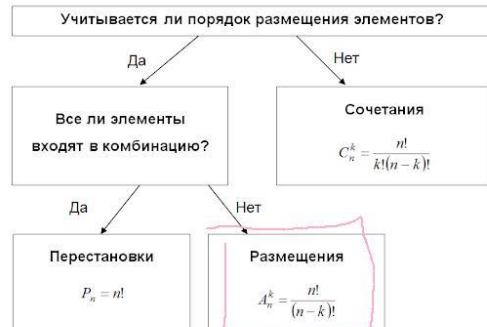 Учитывается ли порядок размещения элементов?
Да
Нет
Все ли элементы
входят в комбинацию?
Сочетания
C_n^k = n! / k!(n − k)!
Да
Нет
Перестановки
P_n = n!
Размещения
A_n^k = n! / (n − k)!